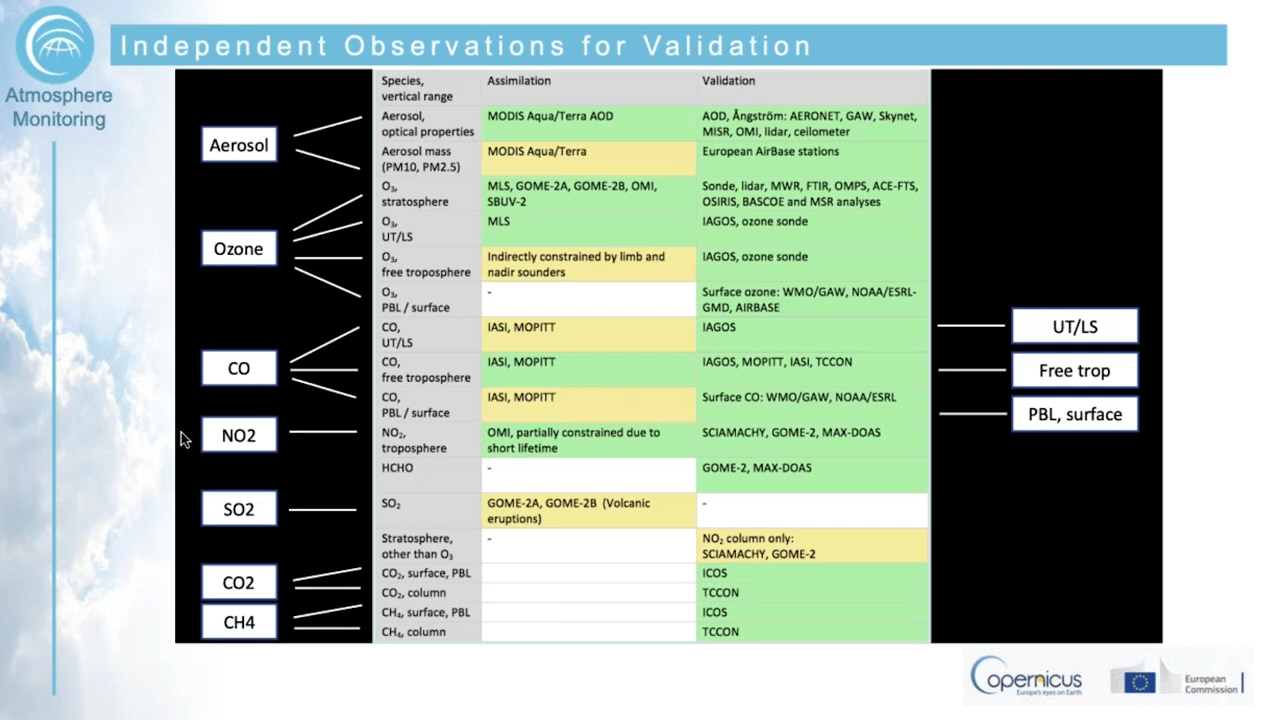 Independent Observations for Validation
Atmosphere
Monitoring
Species,
vertical range
Assimilation
Validation
Aerosol,
optical properties
MODIS Aqua/Terra AOD
AOD, Ångström: AERONET, GAW, Skynet,
MISR, OMI, lidar, ceilometer
Aerosol mass
(PM10, PM2.5)
MODIS Aqua/Terra
European AirBase stations
O₃,
stratosphere
MLS, GOME-2A, GOME-2B, OMI,
SBUV-2
Sonde, lidar, MWR, FTIR, OMPS, ACE-FTS,
OSIRIS, BASCOE and MSR analyses
O₃,
UT/LS
MLS
IAGOS, ozone sonde
O₃,
free troposphere
Indirectly constrained by limb and
nadir sounders
IAGOS, ozone sonde
O₃,
PBL / surface
-
Surface ozone: WMO/GAW, NOAA/ESRL-
GMD, AIRBASE
CO,
UT/LS
IASI, MOPITT
IAGOS
CO,
free troposphere
IASI, MOPITT
IAGOS, MOPITT, IASI, TCCON
CO,
PBL / surface
IASI, MOPITT
Surface CO: WMO/GAW, NOAA/ESRL
NO₂,
troposphere
OMI, partially constrained due to
short lifetime
SCIAMACHY, GOME-2, MAX-DOAS
HCHO
-
GOME-2, MAX-DOAS
SO₂
GOME-2A, GOME-2B (Volcanic
eruptions)
-
Stratosphere,
other than O₃
-
NO₂ column only:
SCIAMACHY, GOME-2
CO₂, surface, PBL
ICOS
CO₂, column
TCCON
CH₄, surface, PBL
ICOS
CH₄, column
TCCON
Aerosol
Ozone
CO
NO2
SO2
CO2
CH4
UT/LS
Free trop
PBL, surface
Copernicus
Europe's eyes on Earth
European
Commission